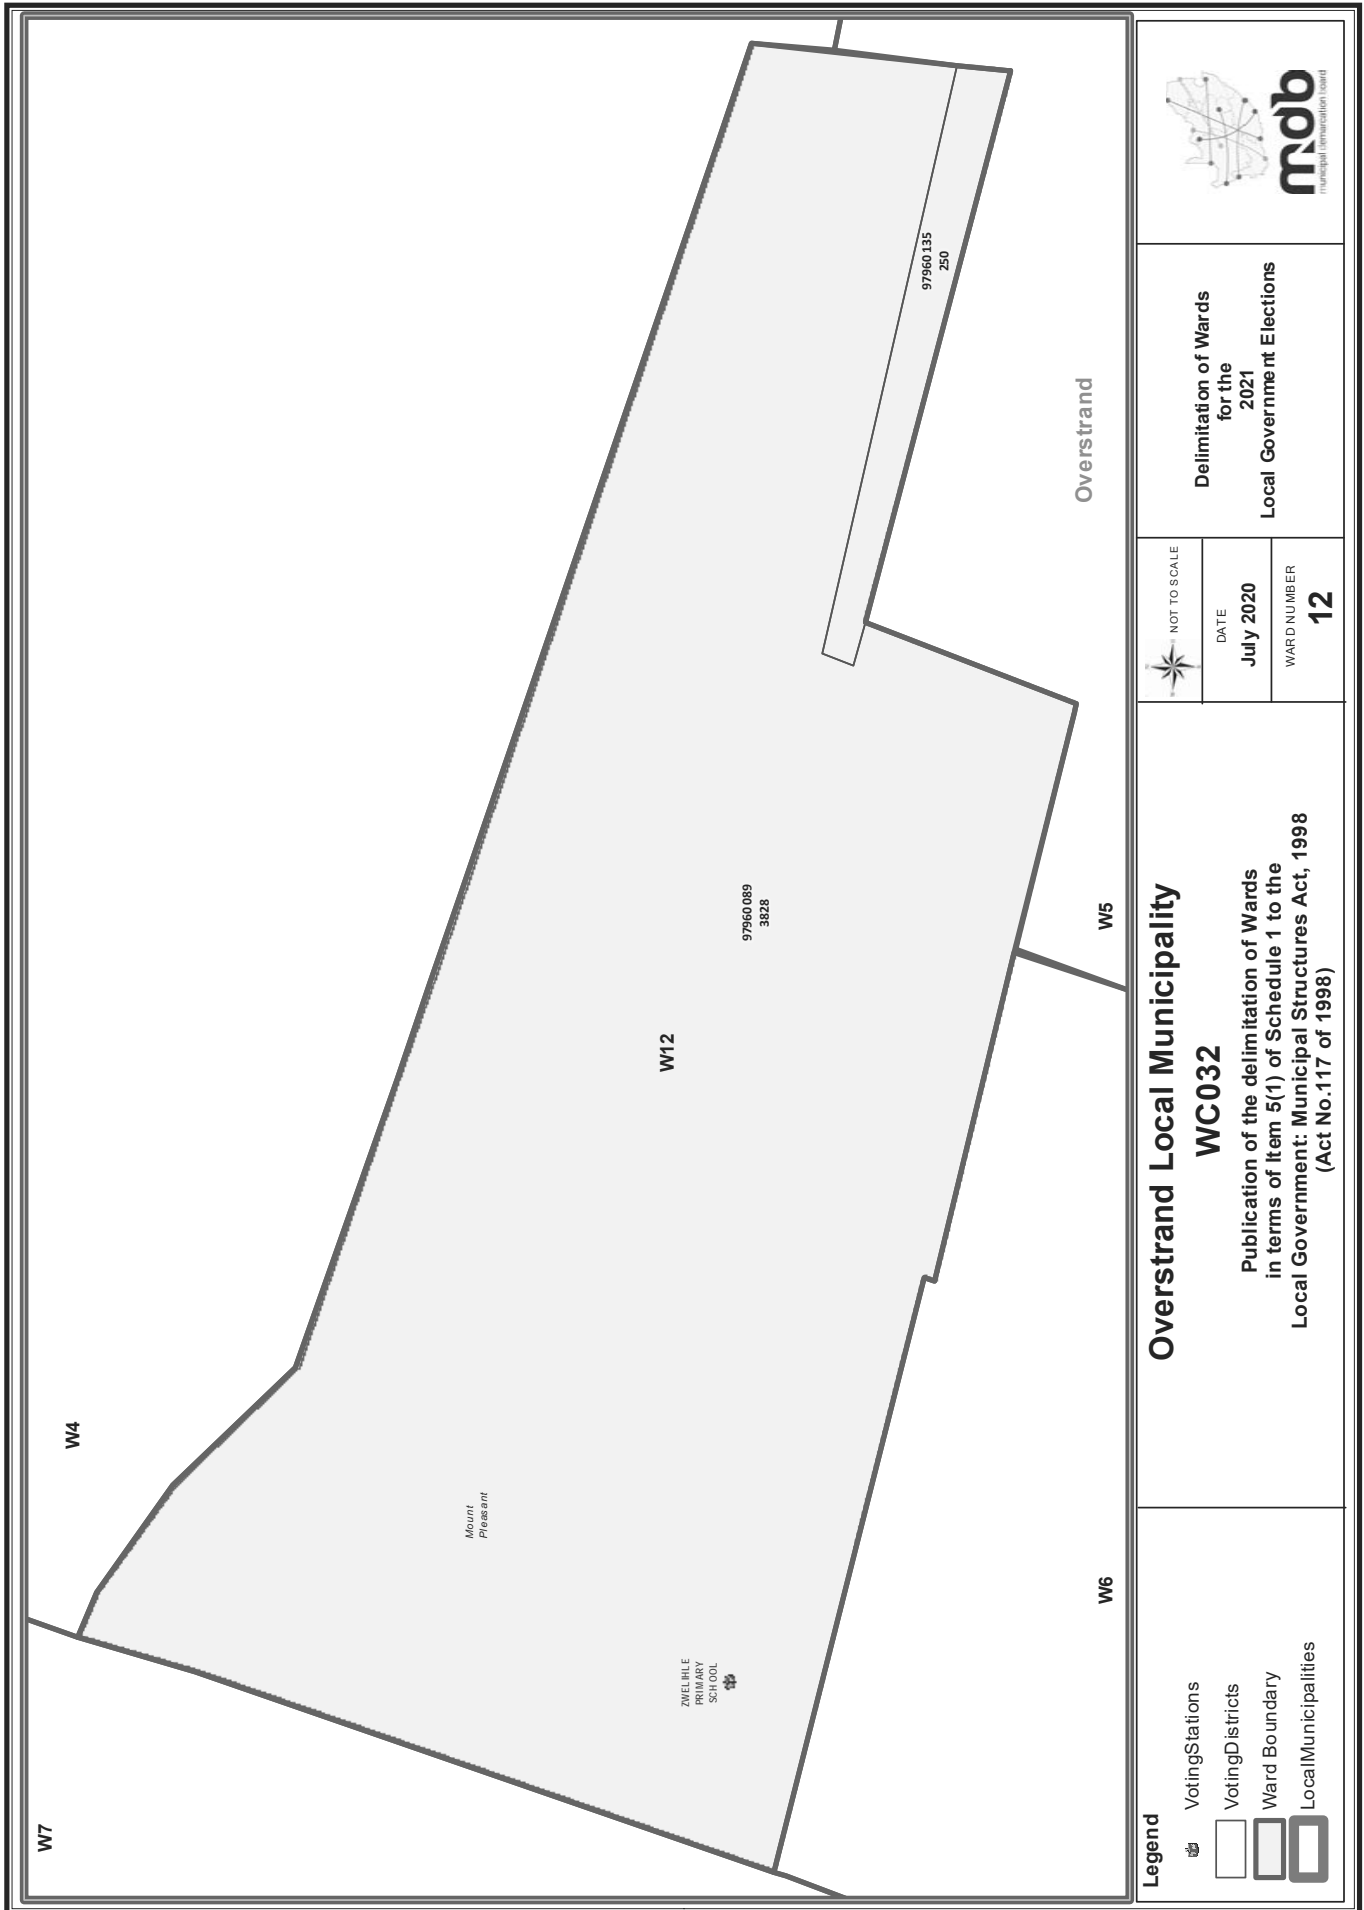 W7
W4
Mount
Pleasant
ZWELIHLE
PRIMARY
SCHOOL
W12
97960089
3828
97960135
250
Overstrand
W6
W5
Legend
VotingStations
VotingDistricts
Ward Boundary
LocalMunicipalities
Overstrand Local Municipality
WC032
Publication of the delimitation of Wards
in terms of Item 5(1) of Schedule 1 to the
Local Government: Municipal Structures Act, 1998
(Act No.117 of 1998)
NOT TO SCALE
DATE
July 2020
WARD NUMBER
12
Delimitation of Wards
for the
2021
Local Government Elections
mdb
municipal demarcation board